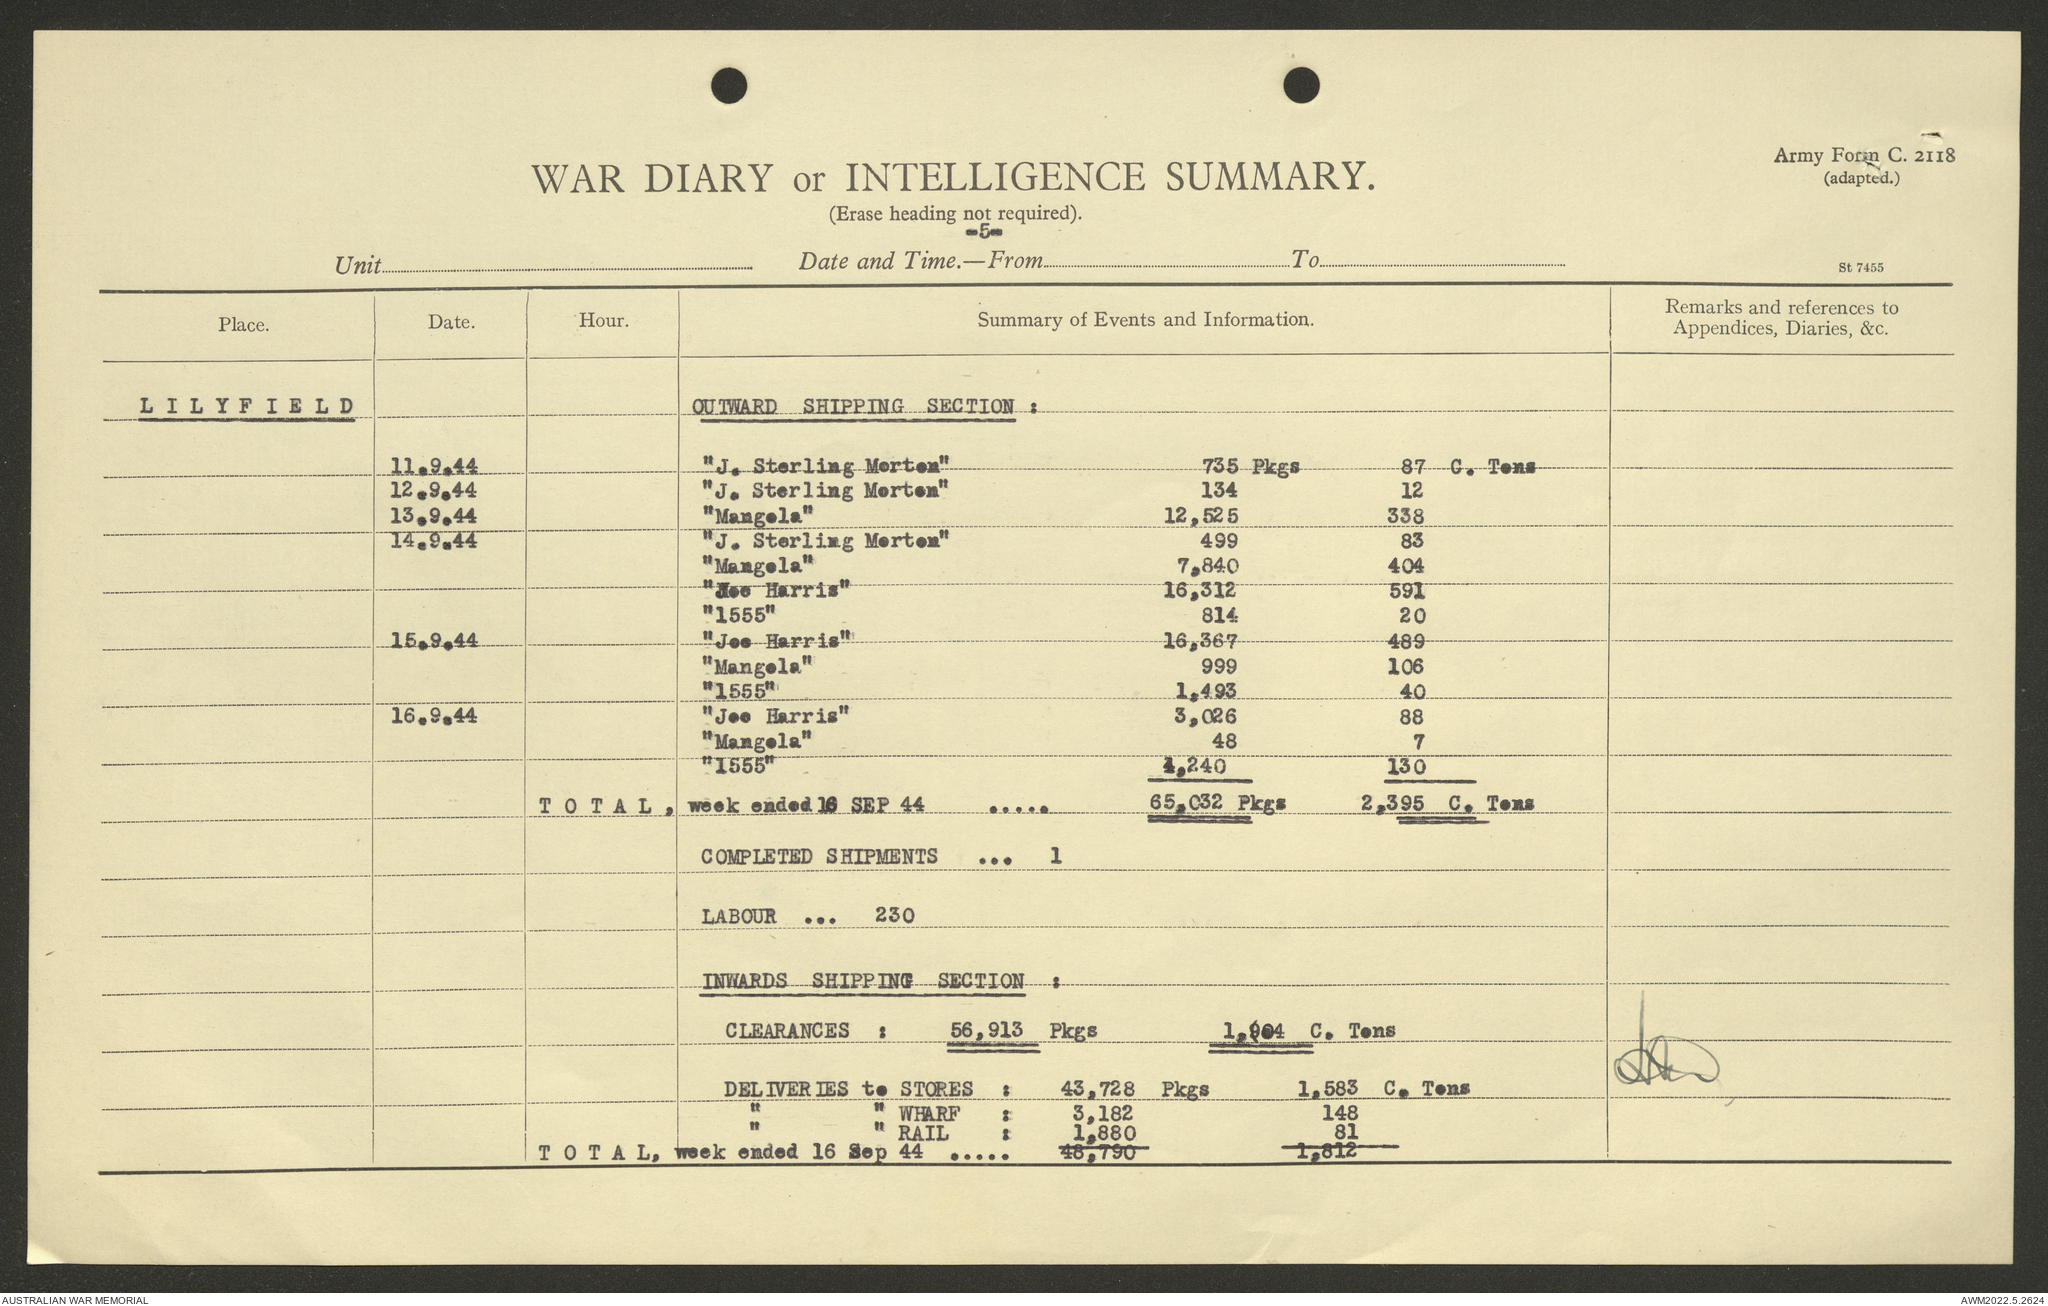 Army Form C. 2118
(adapted.)
WAR DIARY or INTELLIGENCE SUMMARY.
(Erase heading not required).
-5-
Unit Date and Time.—From To
St 7455
Place. Date. Hour. Summary of Events and Information. Remarks and references to Appendices, Diaries, &c.
LILYFIELD OUTWARD SHIPPING SECTION :
11.9.44 "J. Sterling Morton" 735 Pkgs 87 C. Tons
12.9.44 "J. Sterling Morton" 134 12
13.9.44 "Mangola" 12,525 338
14.9.44 "J. Sterling Morton" 499 83
"Mangola" 7,840 404
"Joe Harris" 16,312 591
"1555" 814 20
15.9.44 "Joe Harris" 16,367 489
"Mangola" 999 106
"1555" 1,493 40
16.9.44 "Joe Harris" 3,026 88
"Mangola" 48 7
"1555" 4,240 130
TOTAL, week ended 16 SEP 44 ..... 65,032 Pkgs 2,395 C. Tons
COMPLETED SHIPMENTS ... 1
LABOUR ... 230
INWARDS SHIPPING SECTION :
CLEARANCES : 56,913 Pkgs C. Tons
DELIVERIES to STORES : 43,728 Pkgs 1,583 C. Tons
" " WHARF : 3,182 148
" " RAIL : 1,880 81
TOTAL, week ended 16 Sep 44 ..... 48,790 1,812
AUSTRALIAN WAR MEMORIAL
AWM2022.5.2624